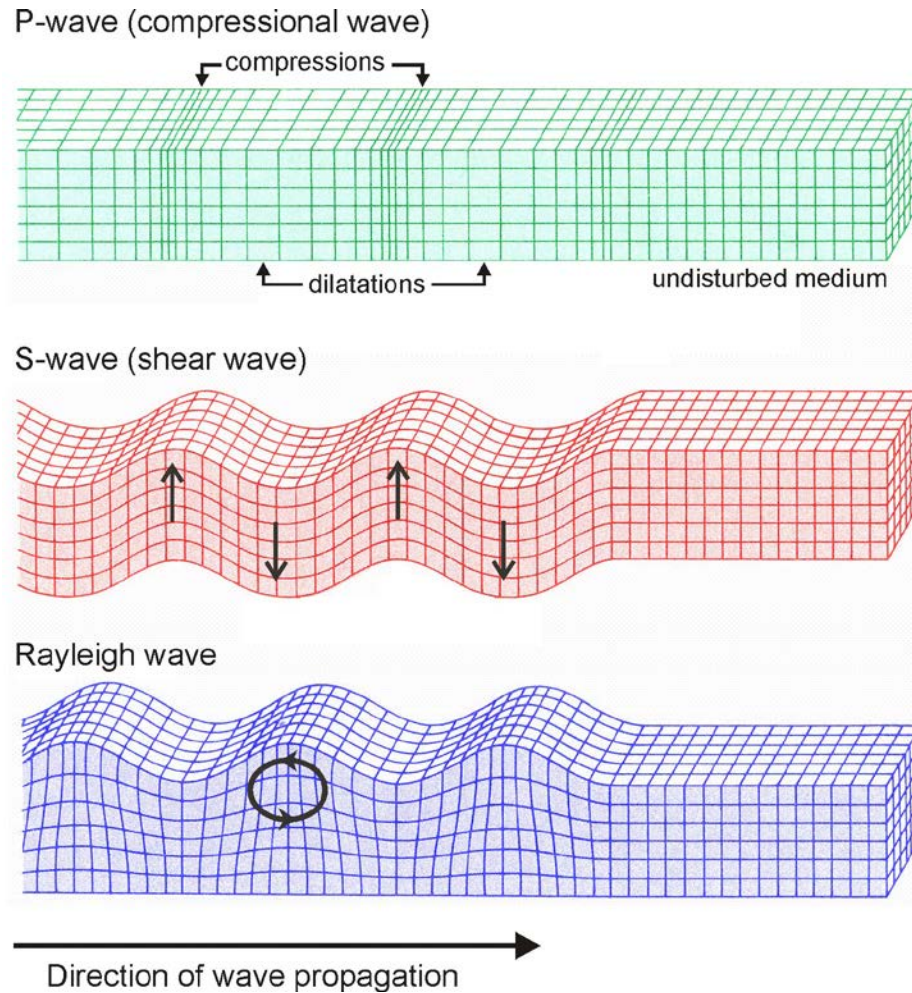 P-wave (compressional wave)
compressions
dilatations
undisturbed medium
S-wave (shear wave)
Rayleigh wave
Direction of wave propagation